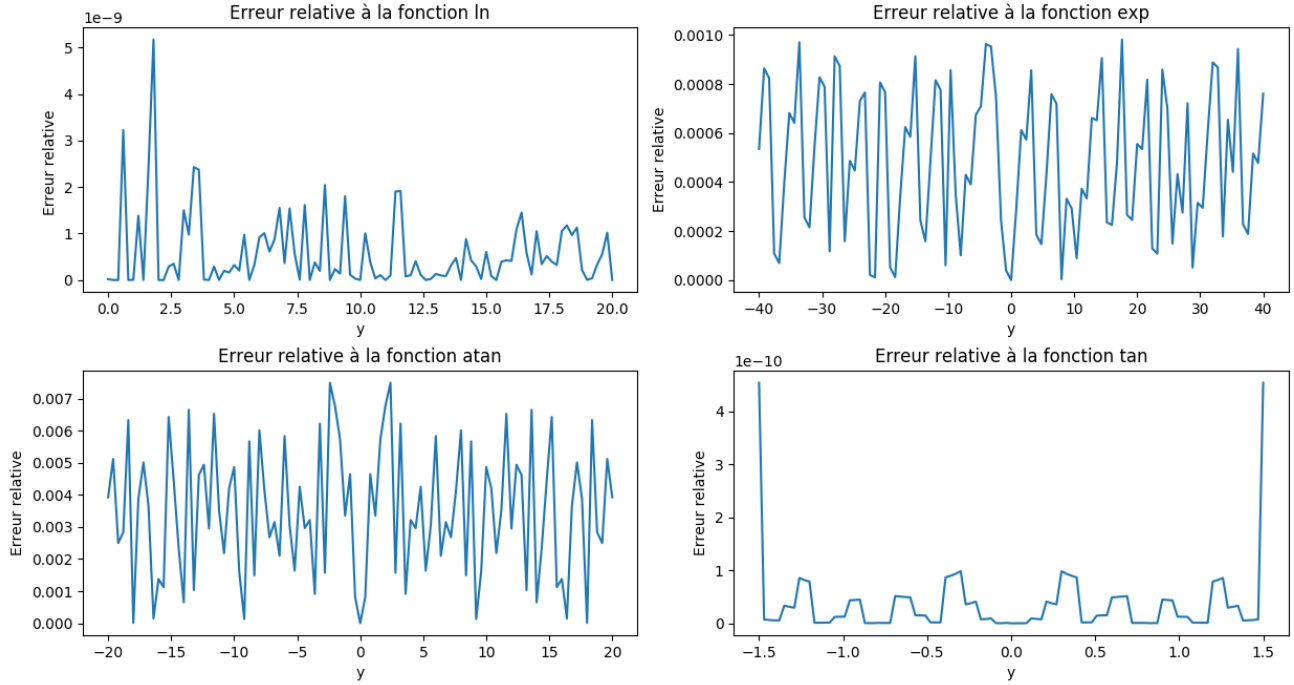 Erreur relative à la fonction ln
1e−9
Erreur relative
5
4
3
2
1
0
0.0 2.5 5.0 7.5 10.0 12.5 15.0 17.5 20.0
y
Erreur relative à la fonction exp
Erreur relative
0.0010
0.0008
0.0006
0.0004
0.0002
0.0000
−40 −30 −20 −10 0 10 20 30 40
y
Erreur relative à la fonction atan
Erreur relative
0.007
0.006
0.005
0.004
0.003
0.002
0.001
0.000
−20 −15 −10 −5 0 5 10 15 20
y
Erreur relative à la fonction tan
1e−10
Erreur relative
4
3
2
1
0
−1.5 −1.0 −0.5 0.0 0.5 1.0 1.5
y